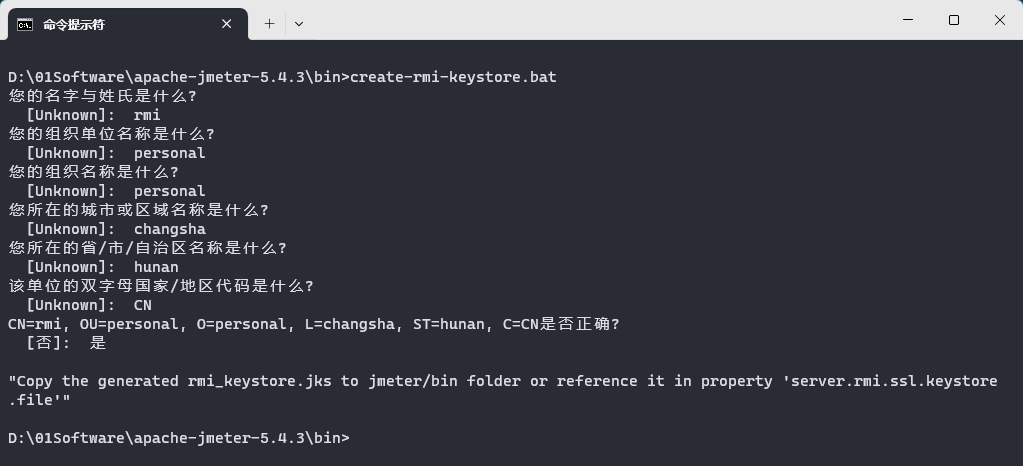 命令提示符
D:\01Software\apache-jmeter-5.4.3\bin>create-rmi-keystore.bat
您的名字与姓氏是什么?
[Unknown]:  rmi
您的组织单位名称是什么?
[Unknown]:  personal
您的组织名称是什么?
[Unknown]:  personal
您所在的城市或区域名称是什么?
[Unknown]:  changsha
您所在的省/市/自治区名称是什么?
[Unknown]:  hunan
该单位的双字母国家/地区代码是什么?
[Unknown]:  CN
CN=rmi, OU=personal, O=personal, L=changsha, ST=hunan, C=CN是否正确?
[否]:  是
"Copy the generated rmi_keystore.jks to jmeter/bin folder or reference it in property 'server.rmi.ssl.keystore
.file'"
D:\01Software\apache-jmeter-5.4.3\bin>